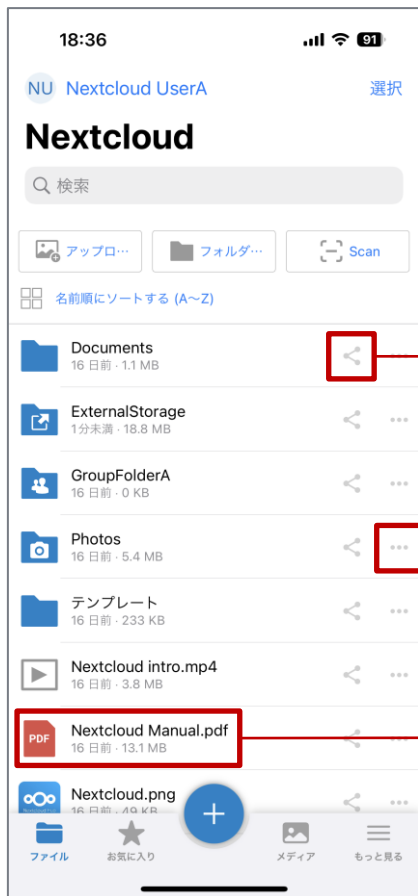 18:36
91
NU Nextcloud UserA
選択
Nextcloud
検索
アップロ…
フォルダ…
Scan
名前順にソートする (A～Z)
Documents
16 日前 · 1.1 MB
ExternalStorage
1分未満 · 18.8 MB
GroupFolderA
16 日前 · 0 KB
Photos
16 日前 · 5.4 MB
テンプレート
16 日前 · 233 KB
Nextcloud intro.mp4
16 日前 · 3.8 MB
PDF
Nextcloud Manual.pdf
16 日前 · 13.1 MB
Nextcloud.png
16 日前 · 49 KB
ファイル
お気に入り
メディア
もっと見る